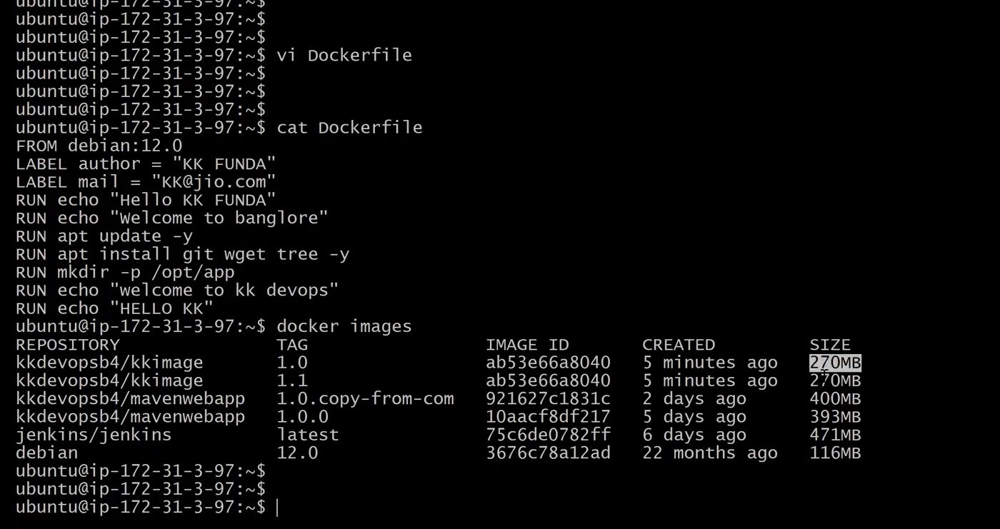 ubuntu@ip-172-31-3-97:~$
ubuntu@ip-172-31-3-97:~$
ubuntu@ip-172-31-3-97:~$
ubuntu@ip-172-31-3-97:~$ vi Dockerfile
ubuntu@ip-172-31-3-97:~$
ubuntu@ip-172-31-3-97:~$
ubuntu@ip-172-31-3-97:~$
ubuntu@ip-172-31-3-97:~$ cat Dockerfile
FROM debian:12.0
LABEL author = "KK FUNDA"
LABEL mail = "KK@jio.com"
RUN echo "Hello KK FUNDA"
RUN echo "Welcome to banglore"
RUN apt update -y
RUN apt install git wget tree -y
RUN mkdir -p /opt/app
RUN echo "welcome to kk devops"
RUN echo "HELLO KK"
ubuntu@ip-172-31-3-97:~$ docker images
REPOSITORY TAG IMAGE ID CREATED SIZE
kkdevopsb4/kkimage 1.0 ab53e66a8040 5 minutes ago 270MB
kkdevopsb4/kkimage 1.1 ab53e66a8040 5 minutes ago 270MB
kkdevopsb4/mavenwebapp 1.0.copy-from-com 921627c1831c 2 days ago 400MB
kkdevopsb4/mavenwebapp 1.0.0 10aacf8df217 5 days ago 393MB
jenkins/jenkins latest 75c6de0782ff 6 days ago 471MB
debian 12.0 3676c78a12ad 22 months ago 116MB
ubuntu@ip-172-31-3-97:~$
ubuntu@ip-172-31-3-97:~$
ubuntu@ip-172-31-3-97:~$